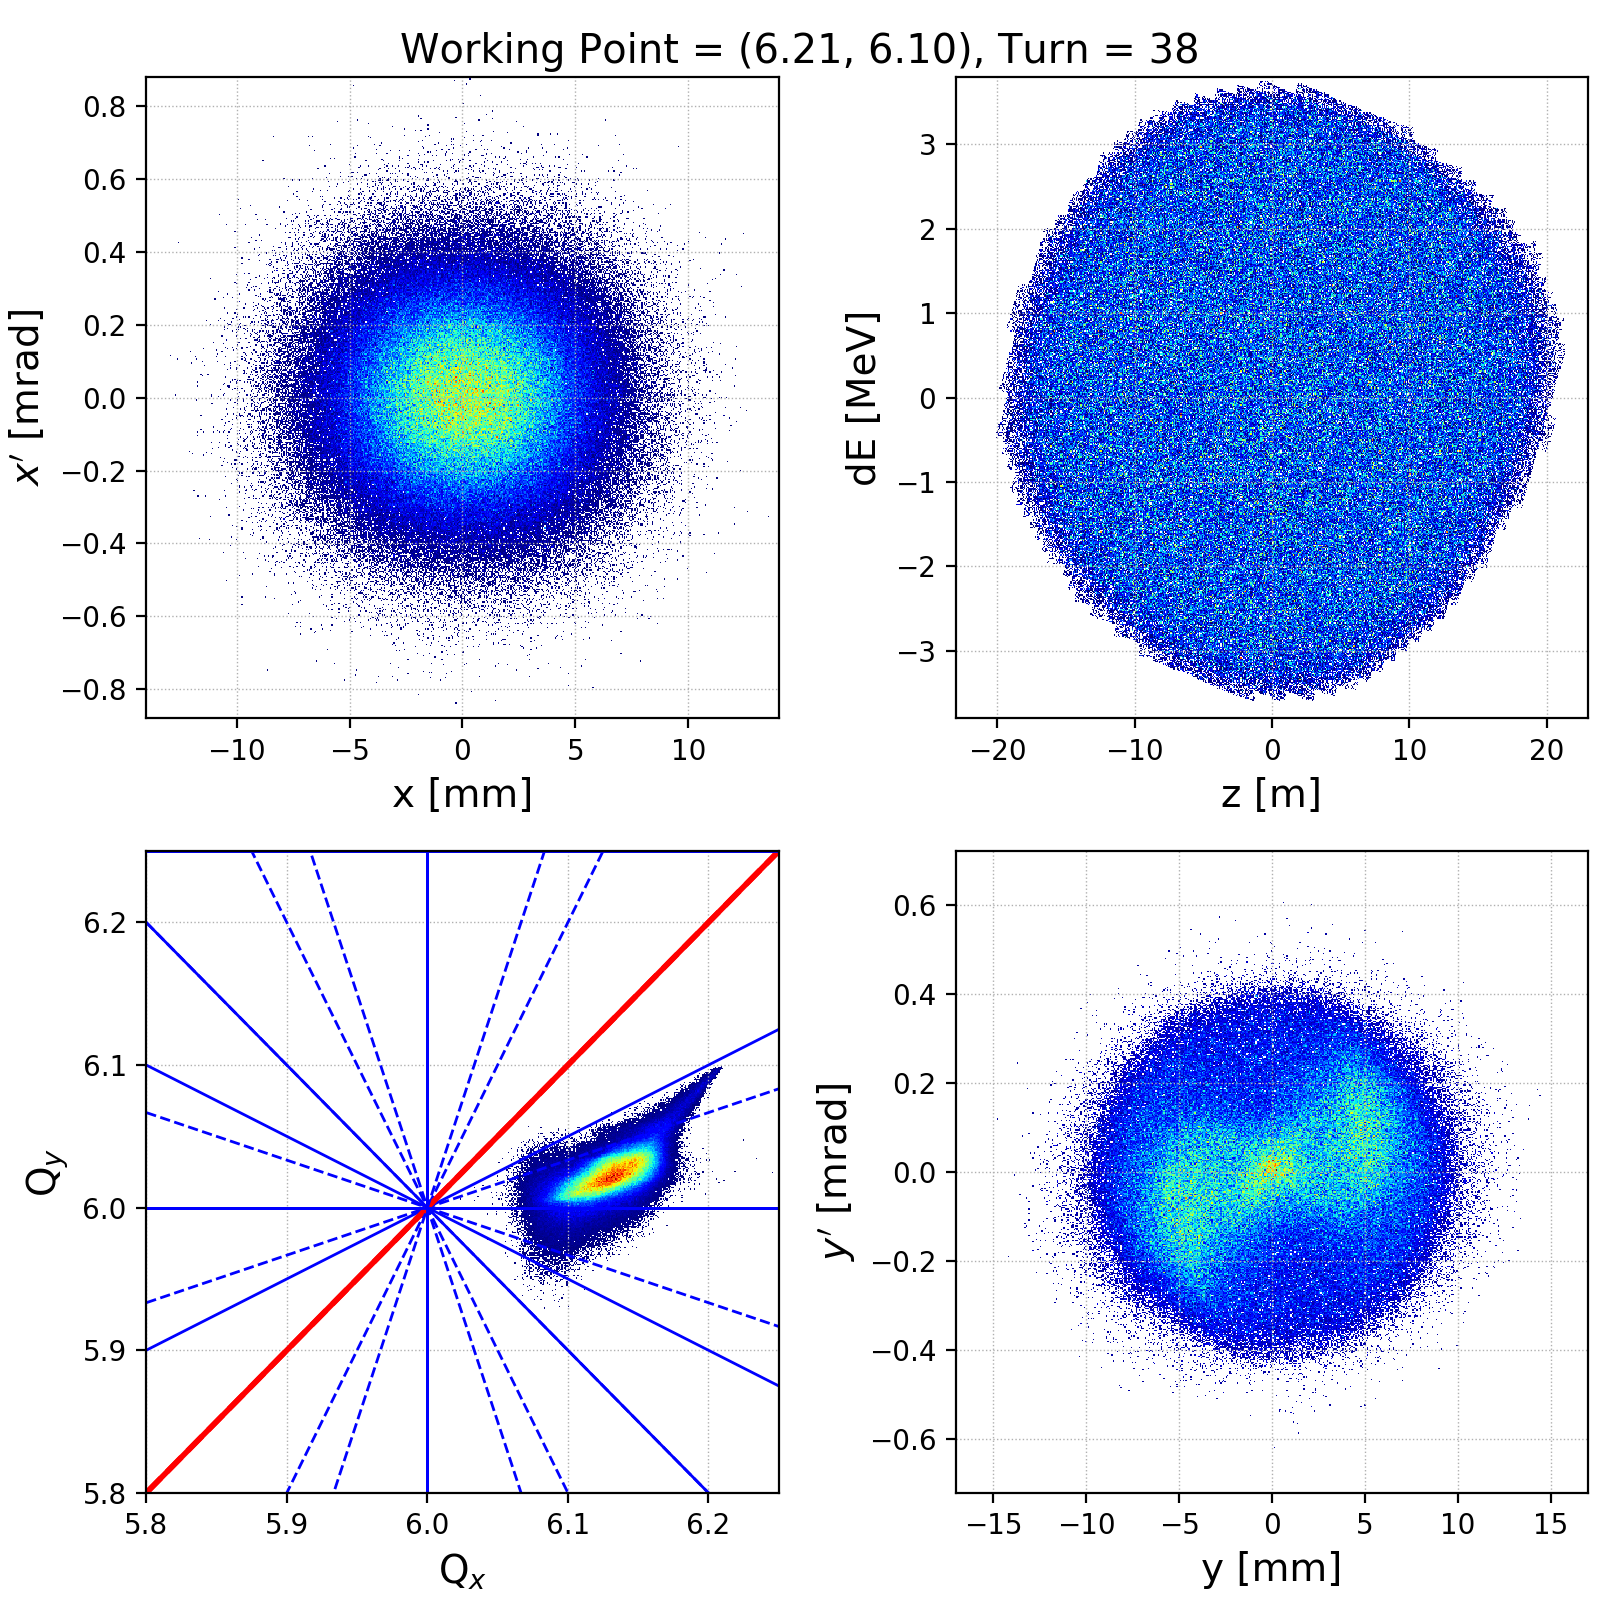 Working Point = (6.21, 6.10), Turn = 38
0.8
0.6
0.4
0.2
0.0
−0.2
−0.4
−0.6
−0.8
x′ [mrad]
−10 −5 0 5 10
x [mm]
3
2
1
0
−1
−2
−3
dE [MeV]
−20 −10 0 10 20
z [m]
6.2
6.1
6.0
5.9
5.8
Qy
5.8 5.9 6.0 6.1 6.2
Qx
0.6
0.4
0.2
0.0
−0.2
−0.4
−0.6
y′ [mrad]
−15 −10 −5 0 5 10 15
y [mm]